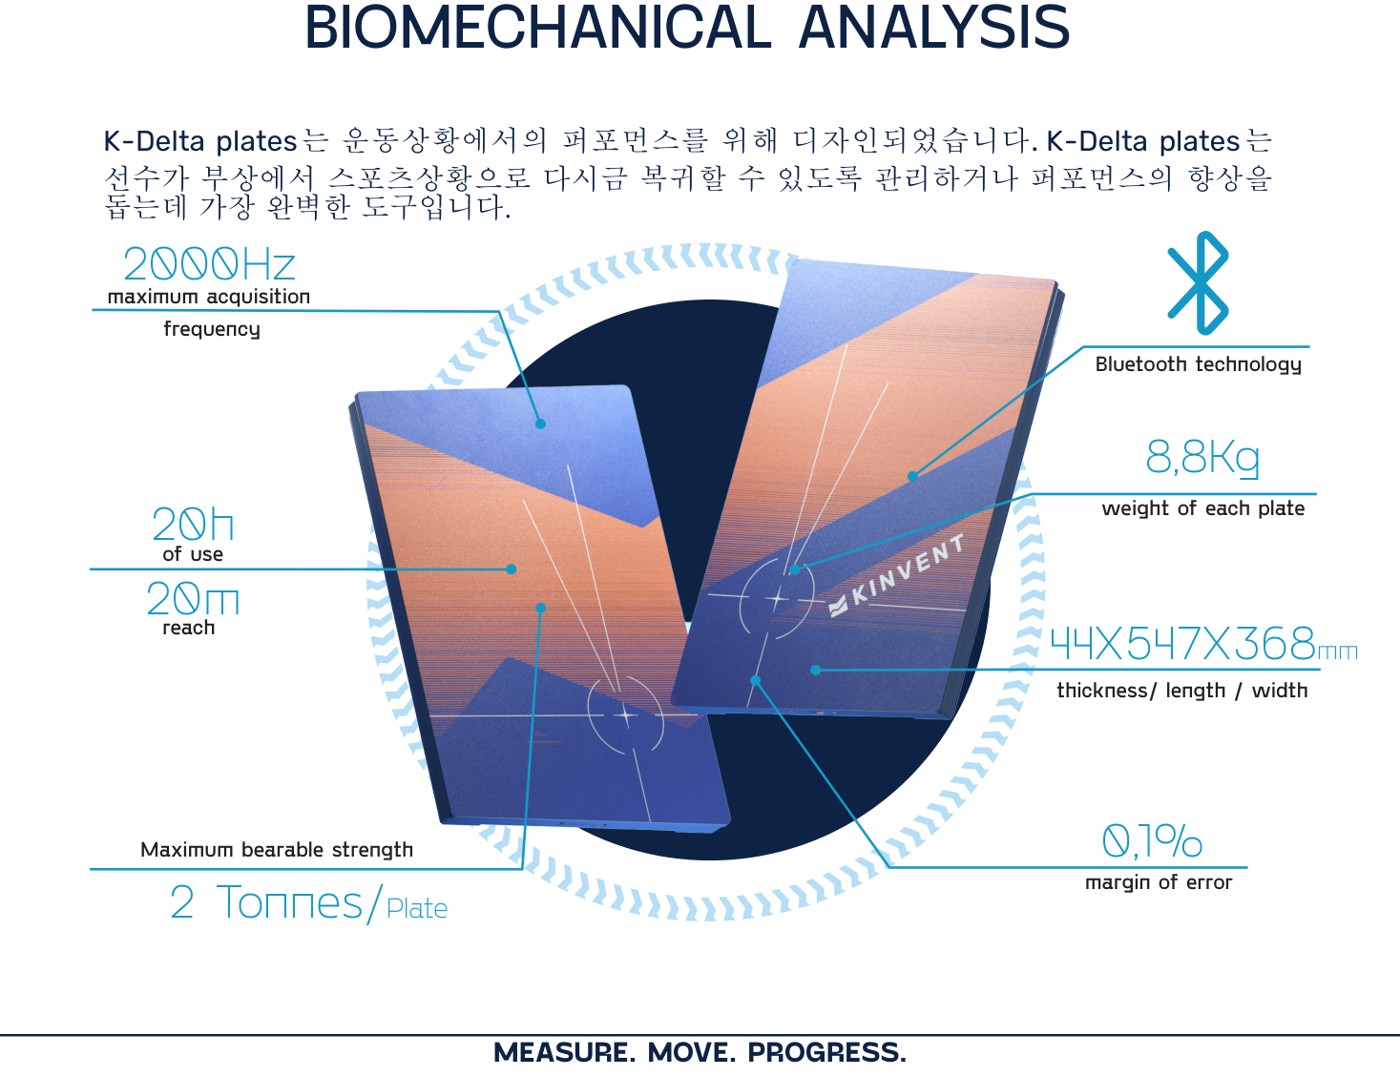 BIOMECHANICAL ANALYSIS
K-Delta plates는 운동상황에서의 퍼포먼스를 위해 디자인되었습니다. K-Delta plates는
선수가 부상에서 스포츠상황으로 다시금 복귀할 수 있도록 관리하거나 퍼포먼스의 향상을
돕는데 가장 완벽한 도구입니다.
2000Hz
maximum acquisition
frequency
20h
of use
20m
reach
Maximum bearable strength
2 Tonnes/Plate
Bluetooth technology
8,8Kg
weight of each plate
44X547X368mm
thickness/ length / width
0,1%
margin of error
KINVENT
MEASURE. MOVE. PROGRESS.